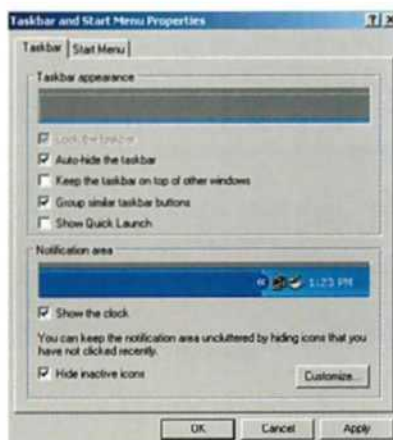 Taskbar and Start Menu Properties
Taskbar Start Menu
Taskbar appearance
Lock the taskbar
Auto-hide the taskbar
Keep the taskbar on top of other windows
Group similar taskbar buttons
Show Quick Launch
Notification area
1:23 PM
Show the clock
You can keep the notification area uncluttered by hiding icons that you
have not clicked recently.
Hide inactive icons
Customize...
OK Cancel Apply